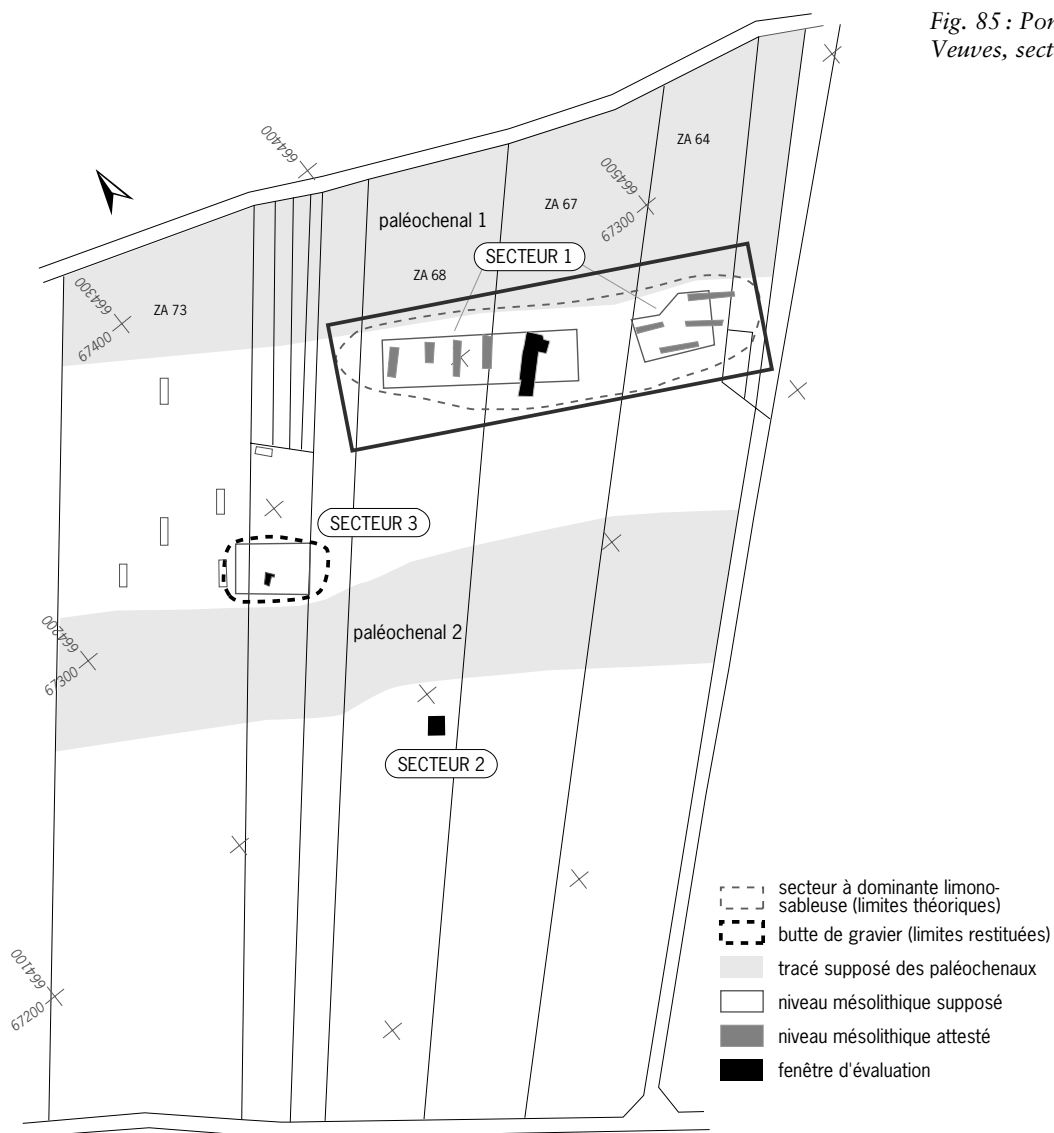 Fig. 85 : Por
Veuves, sect
664400
664500
67300
ZA 64
ZA 67
paléochenal 1
SECTEUR 1
ZA 68
664300
67400
ZA 73
SECTEUR 3
paléochenal 2
664200
67300
SECTEUR 2
664100
67200
secteur à dominante limono-
sableuse (limites théoriques)
butte de gravier (limites restituées)
tracé supposé des paléochenaux
niveau mésolithique supposé
niveau mésolithique attesté
fenêtre d'évaluation